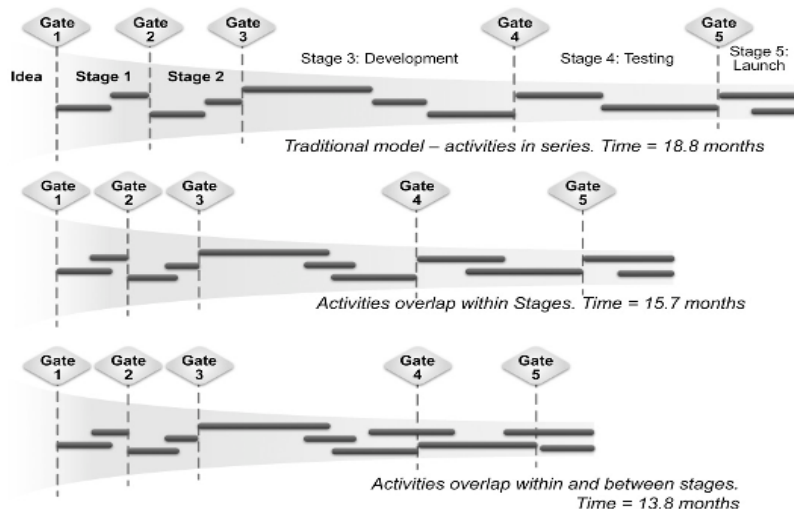 Gate 1
Gate 2
Gate 3
Gate 4
Gate 5
Idea
Stage 1
Stage 2
Stage 3: Development
Stage 4: Testing
Stage 5:
Launch
Traditional model – activities in series. Time = 18.8 months
Gate 1
Gate 2
Gate 3
Gate 4
Gate 5
Activities overlap within Stages. Time = 15.7 months
Gate 1
Gate 2
Gate 3
Gate 4
Gate 5
Activities overlap within and between stages.
Time = 13.8 months